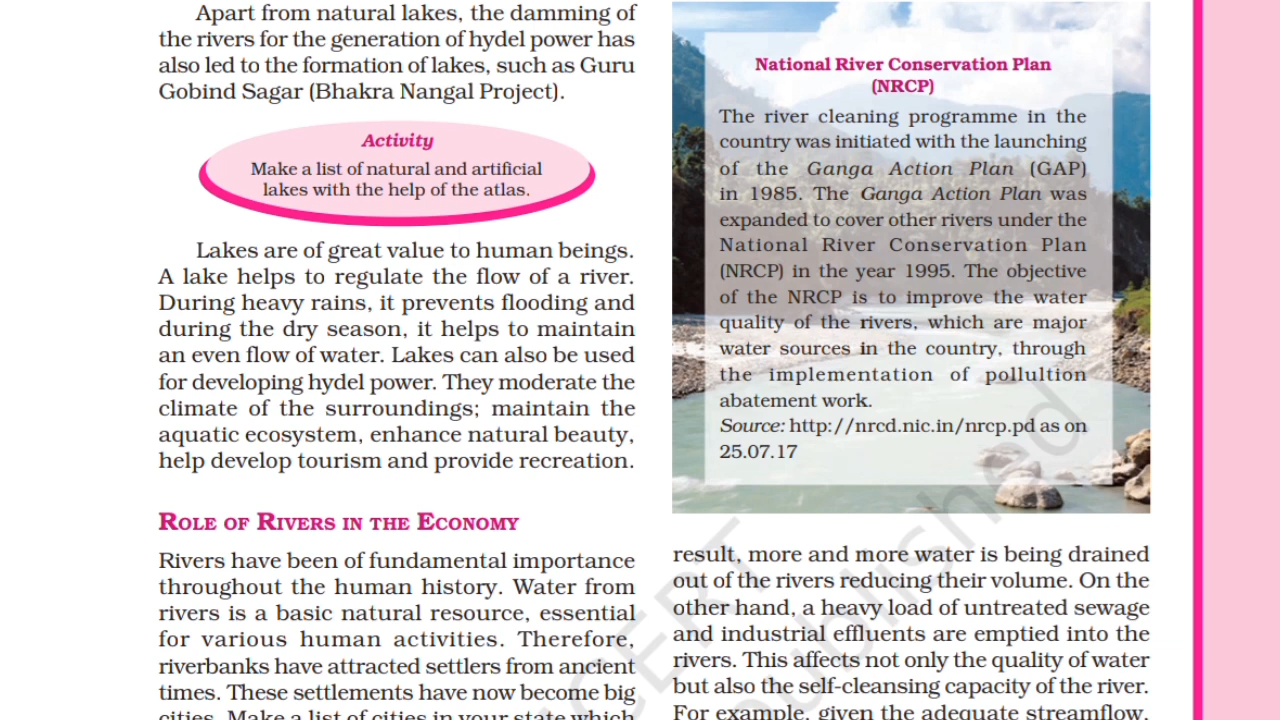 Apart from natural lakes, the damming of
the rivers for the generation of hydel power has
also led to the formation of lakes, such as Guru
Gobind Sagar (Bhakra Nangal Project).
Activity
Make a list of natural and artificial
lakes with the help of the atlas.
Lakes are of great value to human beings.
A lake helps to regulate the flow of a river.
During heavy rains, it prevents flooding and
during the dry season, it helps to maintain
an even flow of water. Lakes can also be used
for developing hydel power. They moderate the
climate of the surroundings; maintain the
aquatic ecosystem, enhance natural beauty,
help develop tourism and provide recreation.
Role of Rivers in the Economy
Rivers have been of fundamental importance
throughout the human history. Water from
rivers is a basic natural resource, essential
for various human activities. Therefore,
riverbanks have attracted settlers from ancient
times. These settlements have now become big
cities. Make a list of cities in your state which
National River Conservation Plan
(NRCP)
The river cleaning programme in the
country was initiated with the launching
of the Ganga Action Plan (GAP)
in 1985. The Ganga Action Plan was
expanded to cover other rivers under the
National River Conservation Plan
(NRCP) in the year 1995. The objective
of the NRCP is to improve the water
quality of the rivers, which are major
water sources in the country, through
the implementation of pollultion
abatement work.
Source: http://nrcd.nic.in/nrcp.pd as on
25.07.17
result, more and more water is being drained
out of the rivers reducing their volume. On the
other hand, a heavy load of untreated sewage
and industrial effluents are emptied into the
rivers. This affects not only the quality of water
but also the self-cleansing capacity of the river.
For example, given the adequate streamflow,